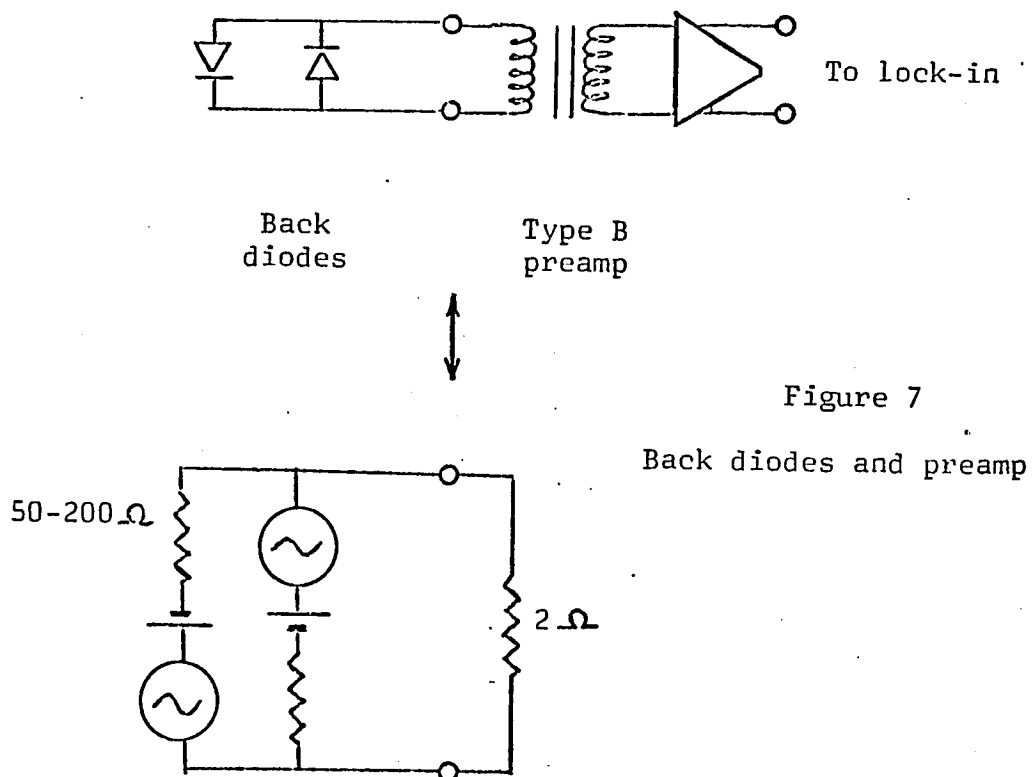 To lock-in
Back
diodes
Type B
preamp
Figure 7
Back diodes and preamp
50-200 Ω
2 Ω